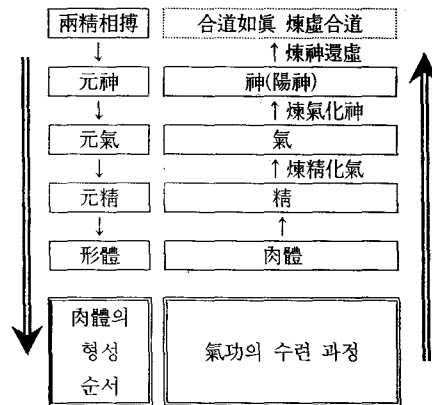 兩精相搏 合道如眞 煉虛合道
↓ ↑煉神還虛
元神 神(陽神)
↓ ↑煉氣化神
元氣 氣
↓ ↑煉精化氣
元精 精
↓ ↑
形體 肉體
肉體의
형성 氣功의 수련 과정
순서